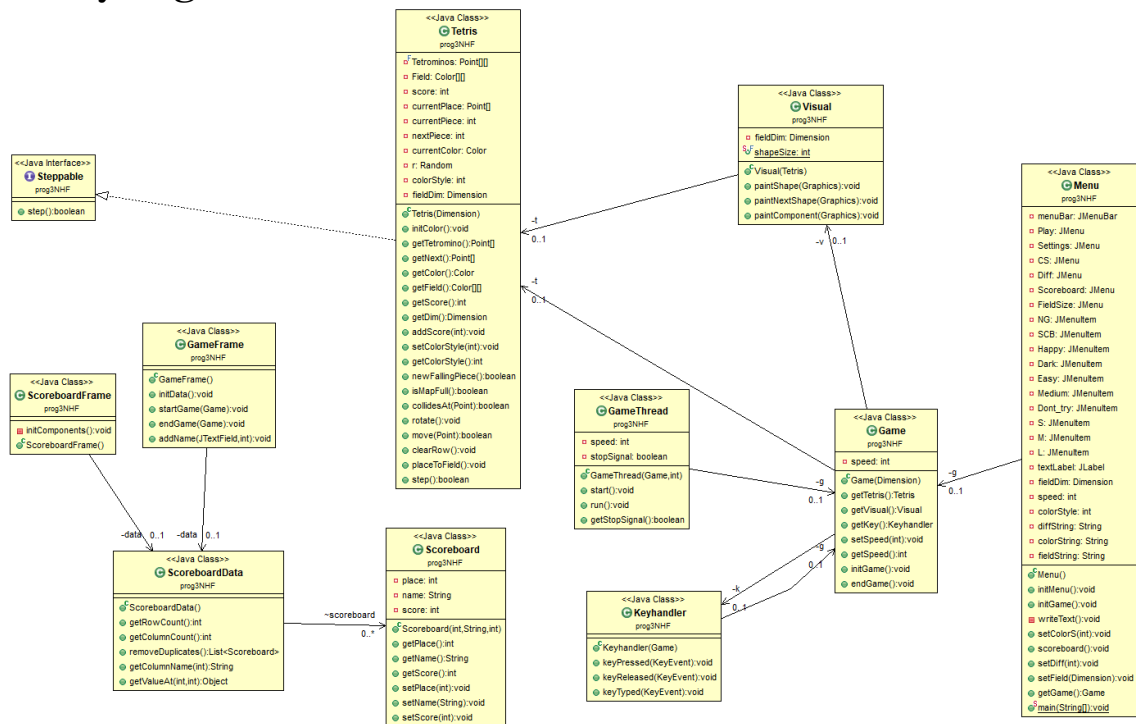 <<Java Class>>
Tetris
prog3NHF
Tetrominos: Point[][]
Field: Color[][]
score: int
currentPlace: Point[]
currentPiece: int
nextPiece: int
currentColor: Color
r: Random
colorStyle: int
fieldDim: Dimension
Tetris(Dimension)
initColor():void
getTetromino():Point[]
getNext():Point[]
getColor():Color
getField():Color[][]
getScore():int
getDim():Dimension
addScore(int):void
setColorStyle(int):void
getColorStyle():int
newFallingPiece():boolean
isMapFull():boolean
collidesAt(Point):boolean
rotate():void
move(Point):boolean
clearRow():void
placeToField():void
step():boolean
<<Java Interface>>
Steppable
prog3NHF
step():boolean
<<Java Class>>
Visual
prog3NHF
fieldDim: Dimension
shapeSize: int
Visual(Tetris)
paintShape(Graphics):void
paintNextShape(Graphics):void
paintComponent(Graphics):void
-t
0..1
-v
0..1
-t
0..1
<<Java Class>>
Menu
prog3NHF
menuBar: JMenuBar
Play: JMenu
Settings: JMenu
CS: JMenu
Diff: JMenu
Scoreboard: JMenu
FieldSize: JMenu
NG: JMenuItem
SCB: JMenuItem
Happy: JMenuItem
Dark: JMenuItem
Easy: JMenuItem
Medium: JMenuItem
Dont_try: JMenuItem
S: JMenuItem
M: JMenuItem
L: JMenuItem
textLabel: JLabel
fieldDim: Dimension
speed: int
colorStyle: int
diffString: String
colorString: String
fieldString: String
Menu()
initMenu():void
initGame():void
writeText():void
setColorS(int):void
scoreboard():void
setDiff(int):void
setField(Dimension):void
getGame():Game
main(String[]):void
<<Java Class>>
GameFrame
prog3NHF
GameFrame()
initData():void
startGame(Game):void
endGame(Game):void
addName(JTextField,int):void
<<Java Class>>
ScoreboardFrame
prog3NHF
initComponents():void
ScoreboardFrame()
<<Java Class>>
GameThread
prog3NHF
speed: int
stopSignal: boolean
GameThread(Game,int)
start():void
run():void
getStopSignal():boolean
-g
0..1
<<Java Class>>
Game
prog3NHF
speed: int
Game(Dimension)
getTetris():Tetris
getVisual():Visual
getKey():Keyhandler
setSpeed(int):void
getSpeed():int
initGame():void
endGame():void
-g
0..1
-data 0..1
-data 0..1
<<Java Class>>
ScoreboardData
prog3NHF
ScoreboardData()
getRowCount():int
getColumnCount():int
removeDuplicates():List<Scoreboard>
getColumnName(int):String
getValueAt(int,int):Object
~scoreboard
0..*
<<Java Class>>
Scoreboard
prog3NHF
place: int
name: String
score: int
Scoreboard(int,String,int)
getPlace():int
getName():String
getScore():int
setPlace(int):void
setName(String):void
setScore(int):void
-g
0..1
-k
0..1
<<Java Class>>
Keyhandler
prog3NHF
Keyhandler(Game)
keyPressed(KeyEvent):void
keyReleased(KeyEvent):void
keyTyped(KeyEvent):void